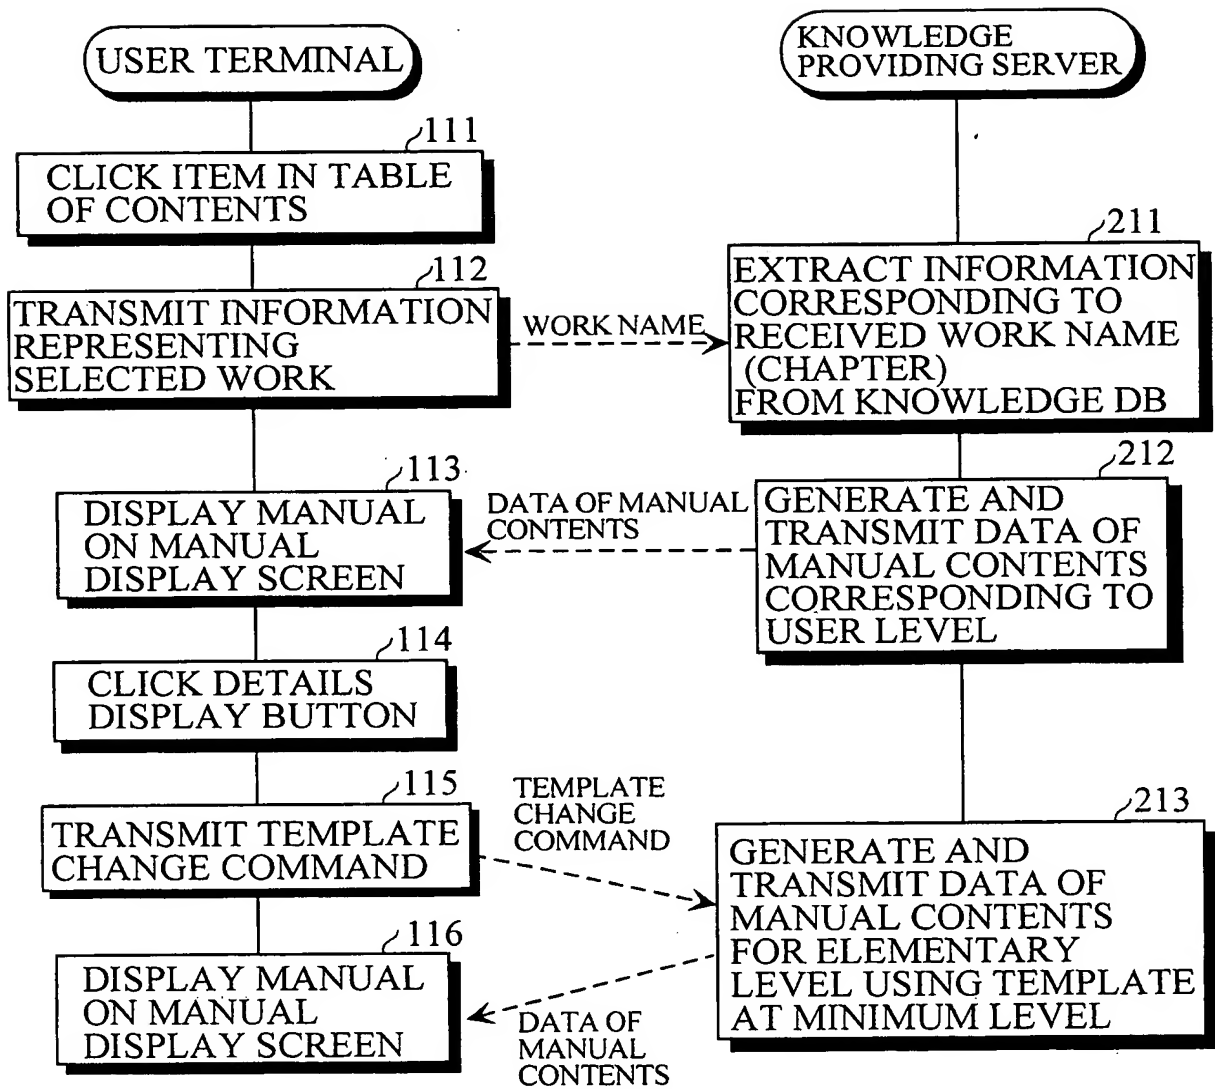 USER TERMINAL
KNOWLEDGE
PROVIDING SERVER
111
CLICK ITEM IN TABLE
OF CONTENTS
112
TRANSMIT INFORMATION
REPRESENTING
SELECTED WORK
WORK NAME
211
EXTRACT INFORMATION
CORRESPONDING TO
RECEIVED WORK NAME
(CHAPTER)
FROM KNOWLEDGE DB
113
DISPLAY MANUAL
ON MANUAL
DISPLAY SCREEN
DATA OF MANUAL
CONTENTS
212
GENERATE AND
TRANSMIT DATA OF
MANUAL CONTENTS
CORRESPONDING TO
USER LEVEL
114
CLICK DETAILS
DISPLAY BUTTON
115
TRANSMIT TEMPLATE
CHANGE COMMAND
TEMPLATE
CHANGE
COMMAND
213
GENERATE AND
TRANSMIT DATA OF
MANUAL CONTENTS
FOR ELEMENTARY
LEVEL USING TEMPLATE
AT MINIMUM LEVEL
116
DISPLAY MANUAL
ON MANUAL
DISPLAY SCREEN
DATA OF
MANUAL
CONTENTS